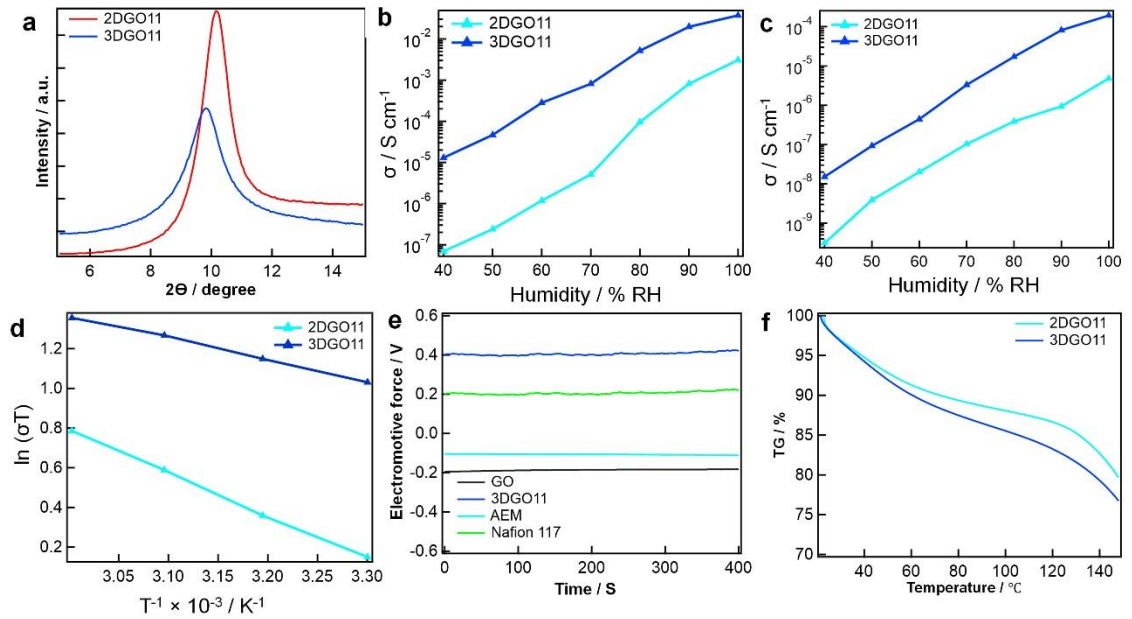 a
2DGO11
3DGO11
Intensity / a.u.
6 8 10 12 14
2Θ / degree
b
2DGO11
3DGO11
σ / S cm⁻¹
10⁻²
10⁻³
10⁻⁴
10⁻⁵
10⁻⁶
10⁻⁷
40 50 60 70 80 90 100
Humidity / % RH
c
2DGO11
3DGO11
σ / S cm⁻¹
10⁻⁴
10⁻⁵
10⁻⁶
10⁻⁷
10⁻⁸
10⁻⁹
40 50 60 70 80 90 100
Humidity / % RH
d
2DGO11
3DGO11
ln (σT)
1.2
1.0
0.8
0.6
0.4
0.2
3.05 3.10 3.15 3.20 3.25 3.30
T⁻¹ × 10⁻³ / K⁻¹
e
Electromotive force / V
0.6
0.4
0.2
0.0
-0.2
-0.4
-0.6
GO
3DGO11
AEM
Nafion 117
0 100 200 300 400
Time / S
f
2DGO11
3DGO11
TG / %
100
95
90
85
80
75
70
40 60 80 100 120 140
Temperature / °C